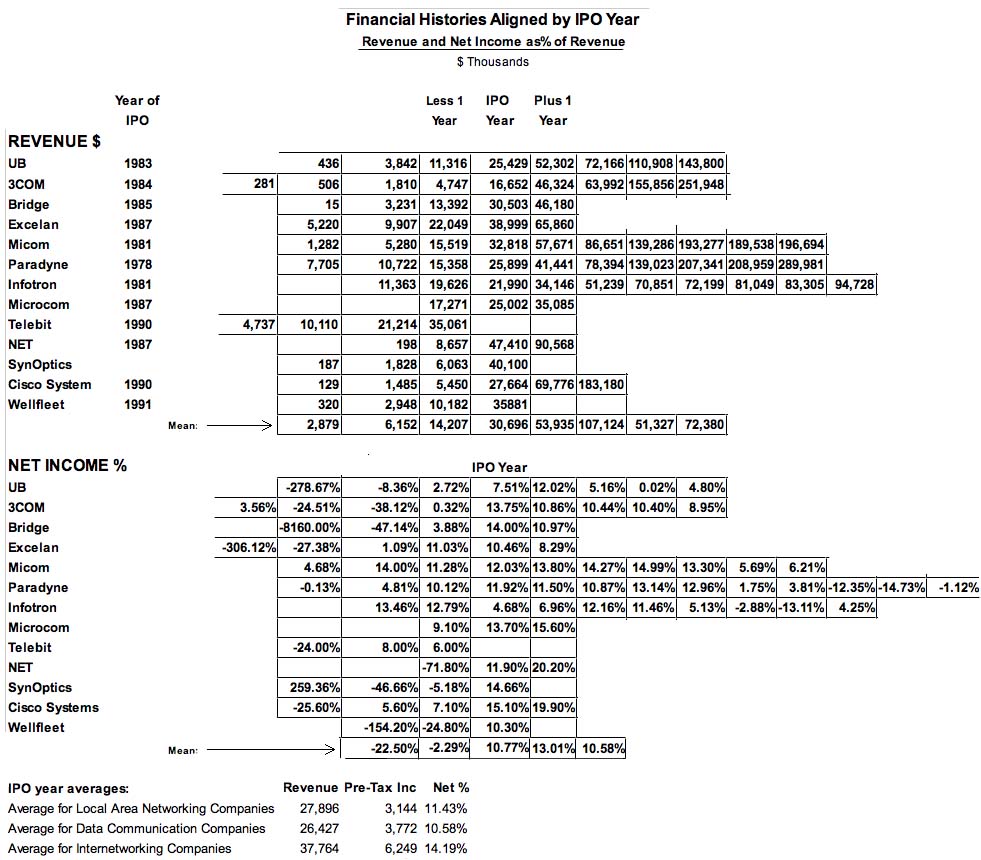 Financial Histories Aligned by IPO Year
Revenue and Net Income as% of Revenue
$ Thousands
Year of Less 1 IPO Plus 1
IPO Year Year Year
REVENUE $
UB 1983 436 3,842 11,316 25,429 52,302 72,166 110,908 143,800
3COM 1984 281 506 1,810 4,747 16,652 46,324 63,992 155,856 251,948
Bridge 1985 15 3,231 13,392 30,503 46,180
Excelan 1987 5,220 9,907 22,049 38,999 65,860
Micom 1981 1,282 5,280 15,519 32,818 57,671 86,651 139,286 193,277 189,538 196,694
Paradyne 1978 7,705 10,722 15,358 25,899 41,441 78,394 139,023 207,341 208,959 289,981
Infotron 1981 11,363 19,626 21,990 34,146 51,239 70,851 72,199 81,049 83,305 94,728
Microcom 1987 17,271 25,002 35,085
Telebit 1990 4,737 10,110 21,214 35,061
NET 1987 198 8,657 47,410 90,568
SynOptics 187 1,828 6,063 40,100
Cisco System 1990 129 1,485 5,450 27,664 69,776 183,180
Wellfleet 1991 320 2,948 10,182 35881
Mean: 2,879 6,152 14,207 30,696 53,935 107,124 51,327 72,380
NET INCOME % IPO Year
UB -278.67% -8.36% 2.72% 7.51% 12.02% 5.16% 0.02% 4.80%
3COM 3.56% -24.51% -38.12% 0.32% 13.75% 10.86% 10.44% 10.40% 8.95%
Bridge -8160.00% -47.14% 3.88% 14.00% 10.97%
Excelan -306.12% -27.38% 1.09% 11.03% 10.46% 8.29%
Micom 4.68% 14.00% 11.28% 12.03% 13.80% 14.27% 14.99% 13.30% 5.69% 6.21%
Paradyne -0.13% 4.81% 10.12% 11.92% 11.50% 10.87% 13.14% 12.96% 1.75% 3.81% -12.35% -14.73% -1.12%
Infotron 13.46% 12.79% 4.68% 6.96% 12.16% 11.46% 5.13% -2.88% -13.11% 4.25%
Microcom 9.10% 13.70% 15.60%
Telebit -24.00% 8.00% 6.00%
NET -71.80% 11.90% 20.20%
SynOptics 259.36% -46.66% -5.18% 14.66%
Cisco Systems -25.60% 5.60% 7.10% 15.10% 19.90%
Wellfleet -154.20% -24.80% 10.30%
Mean: -22.50% -2.29% 10.77% 13.01% 10.58%
IPO year averages: Revenue Pre-Tax Inc Net %
Average for Local Area Networking Companies 27,896 3,144 11.43%
Average for Data Communication Companies 26,427 3,772 10.58%
Average for Internetworking Companies 37,764 6,249 14.19%